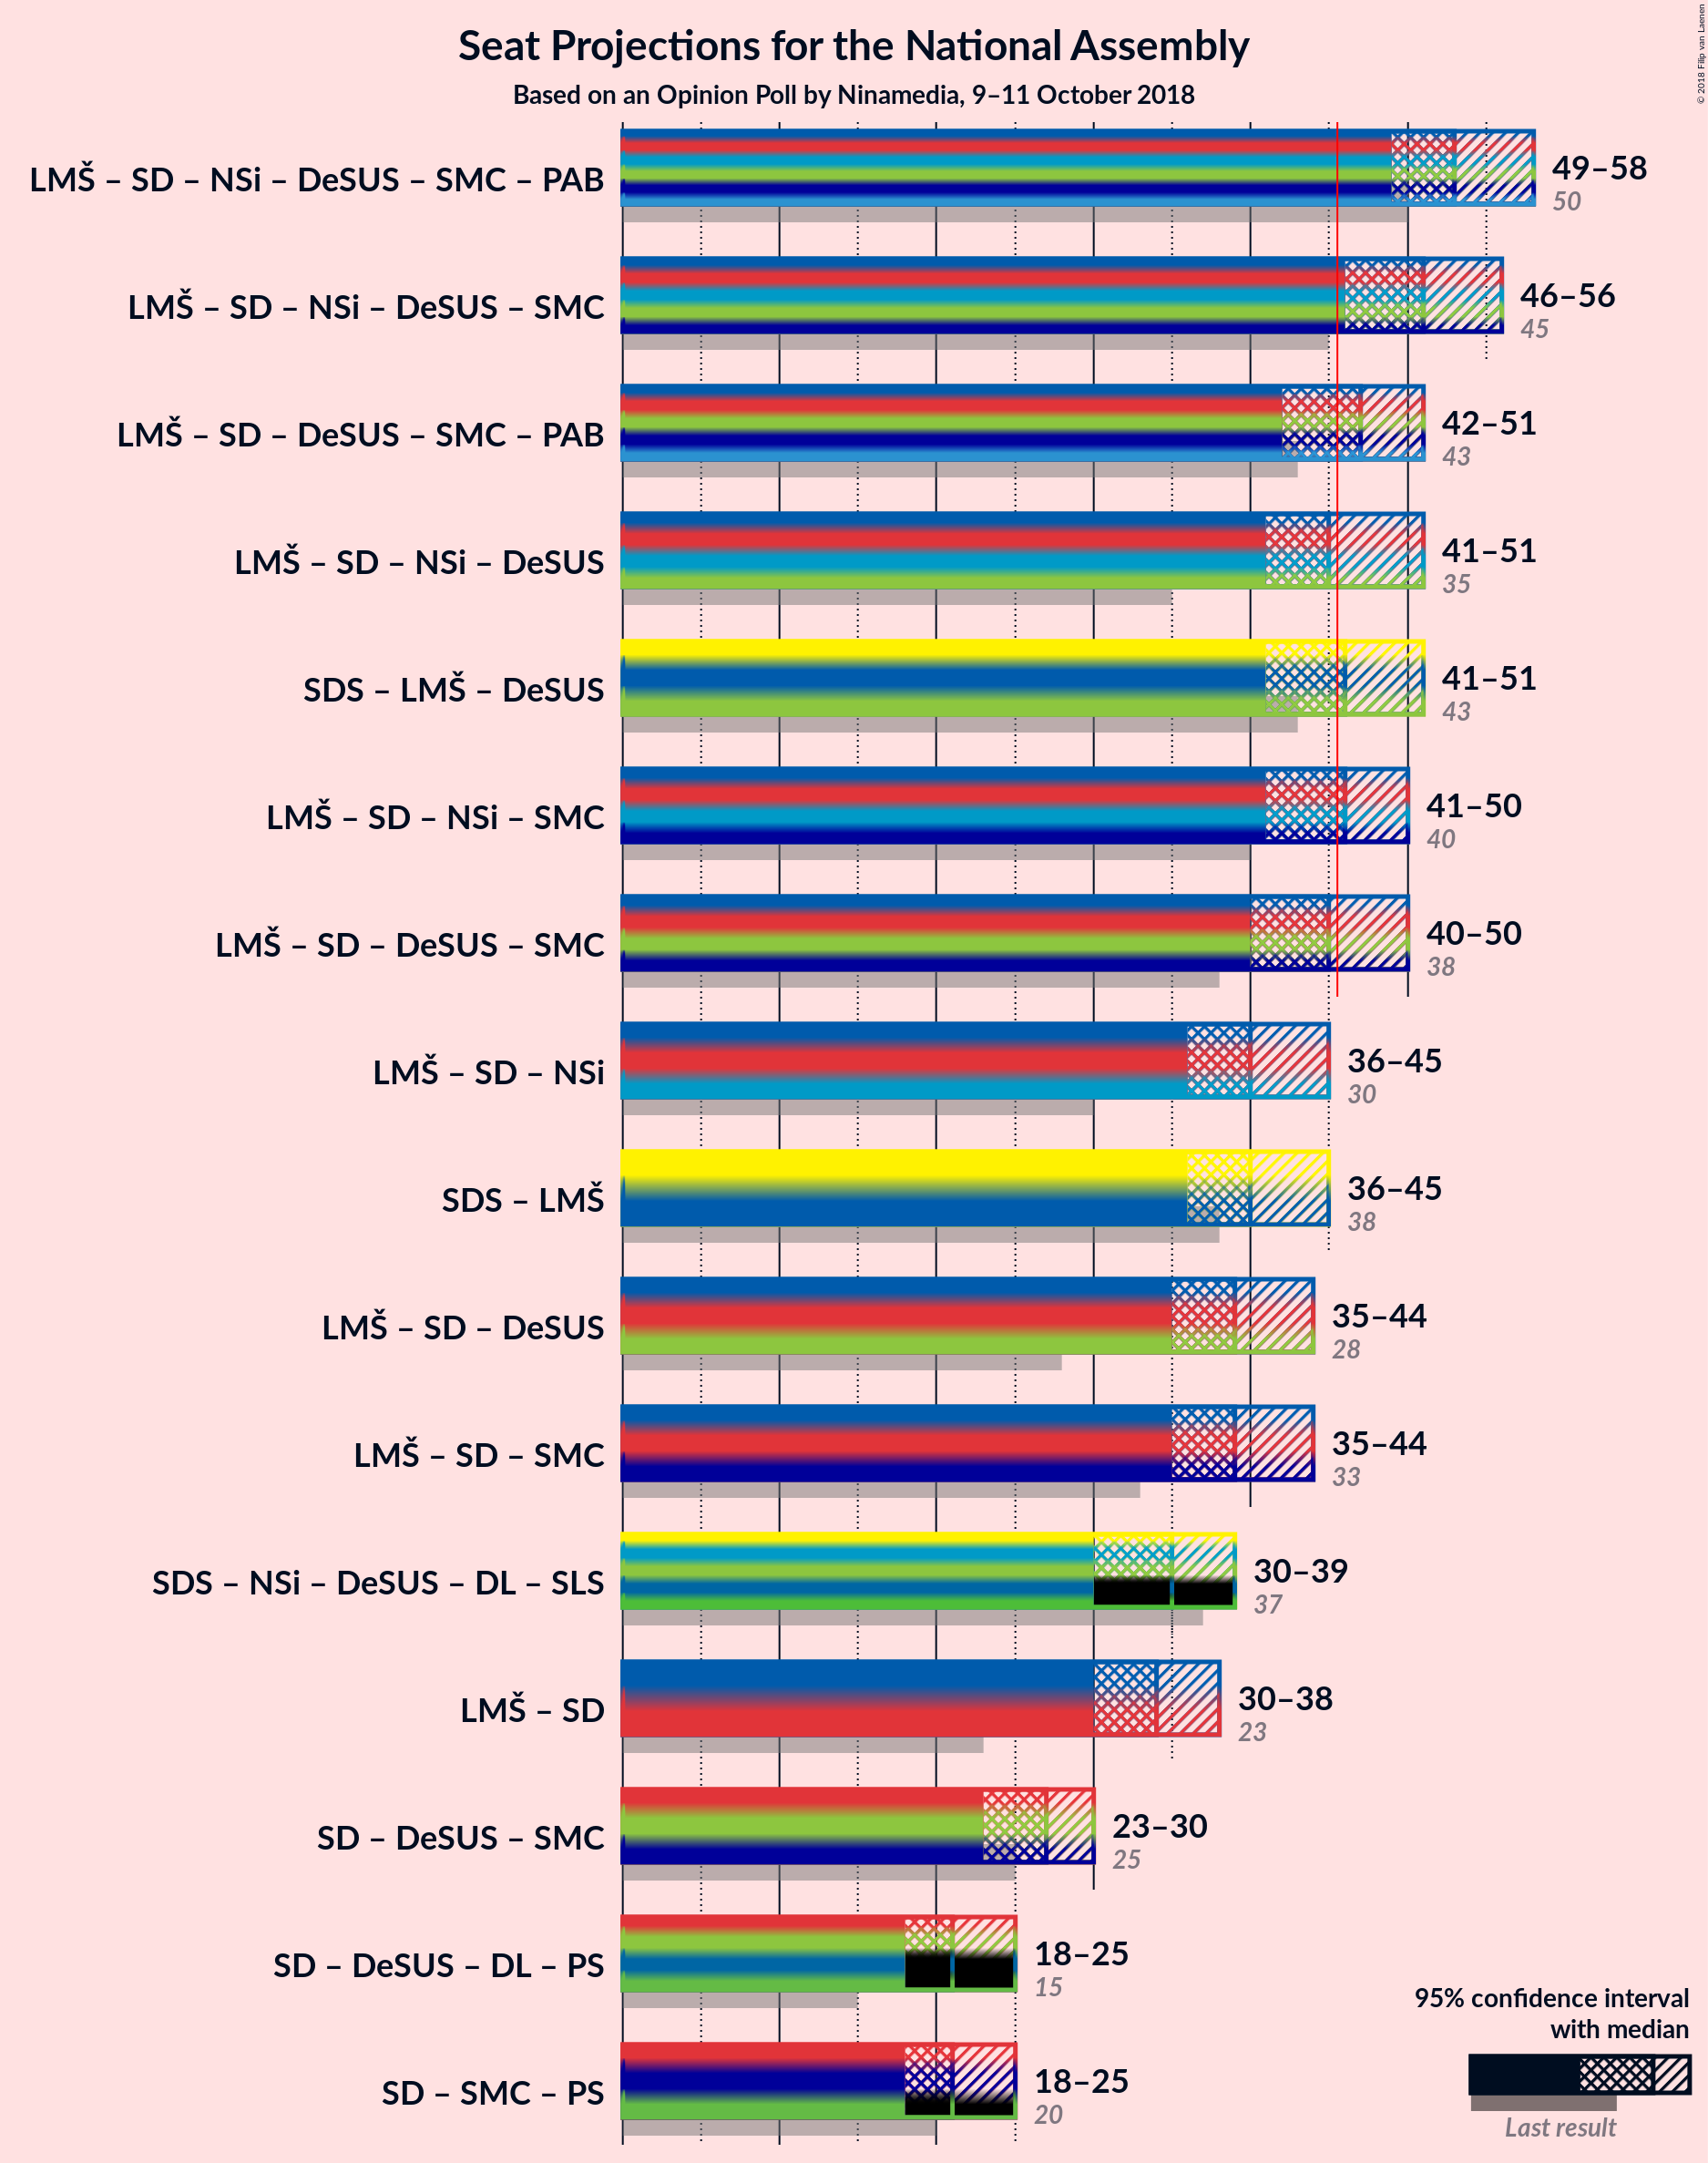 Seat Projections for the National Assembly
Based on an Opinion Poll by Ninamedia, 9–11 October 2018
© 2018 Filip van Laenen
LMŠ – SD – NSi – DeSUS – SMC – PAB
49–58
50
LMŠ – SD – NSi – DeSUS – SMC
46–56
45
LMŠ – SD – DeSUS – SMC – PAB
42–51
43
LMŠ – SD – NSi – DeSUS
41–51
35
SDS – LMŠ – DeSUS
41–51
43
LMŠ – SD – NSi – SMC
41–50
40
LMŠ – SD – DeSUS – SMC
40–50
38
LMŠ – SD – NSi
36–45
30
SDS – LMŠ
36–45
38
LMŠ – SD – DeSUS
35–44
28
LMŠ – SD – SMC
35–44
33
SDS – NSi – DeSUS – DL – SLS
30–39
37
LMŠ – SD
30–38
23
SD – DeSUS – SMC
23–30
25
SD – DeSUS – DL – PS
18–25
15
SD – SMC – PS
18–25
20
95% confidence interval
with median
Last result